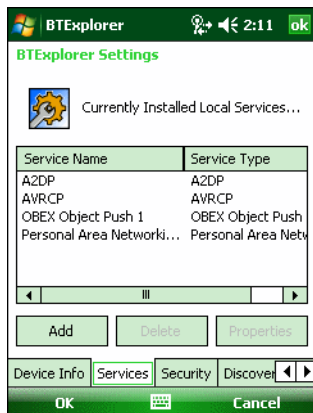 BTExplorer 2:11 ok
BTExplorer Settings
Currently Installed Local Services...
Service Name Service Type
A2DP A2DP
AVRCP AVRCP
OBEX Object Push 1 OBEX Object Push
Personal Area Networki... Personal Area Netw
Add Delete Properties
Device Info Services Security Discover
OK Cancel